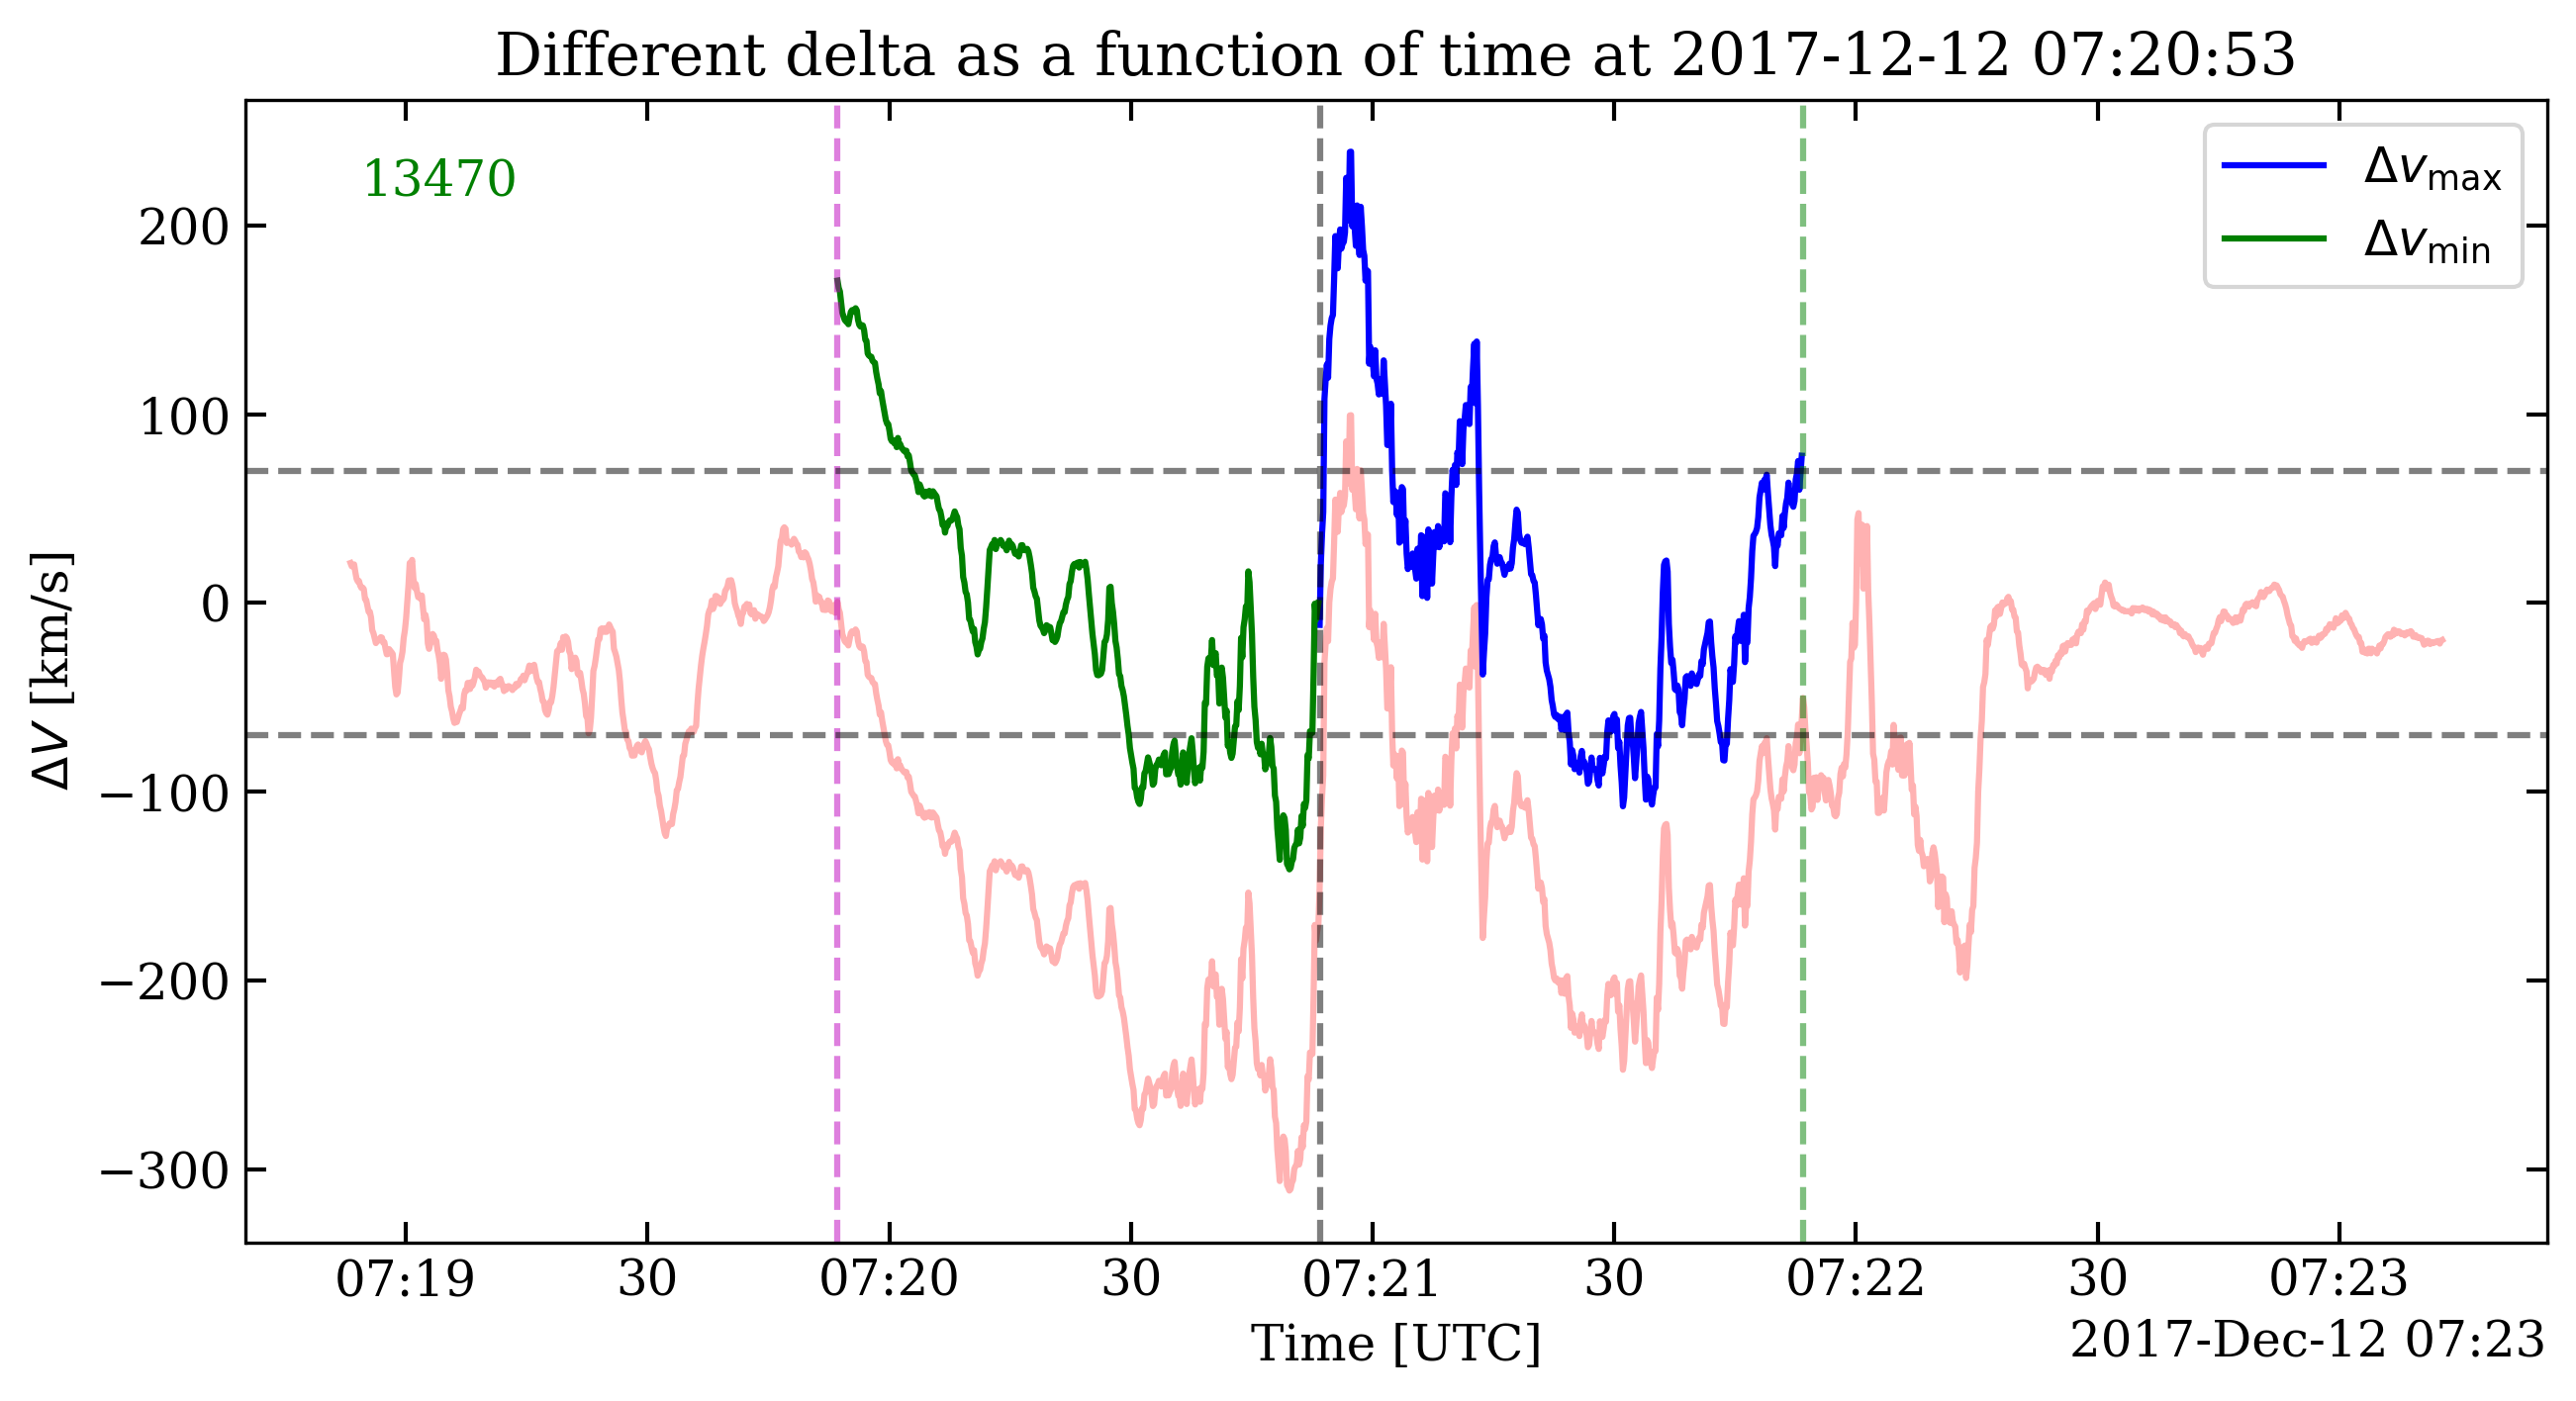 Different delta as a function of time at 2017-12-12 07:20:53
13470
Δv_max
Δv_min
200
100
0
−100
−200
−300
ΔV [km/s]
07:19 30 07:20 30 07:21 30 07:22 30 07:23
Time [UTC]
2017-Dec-12 07:23